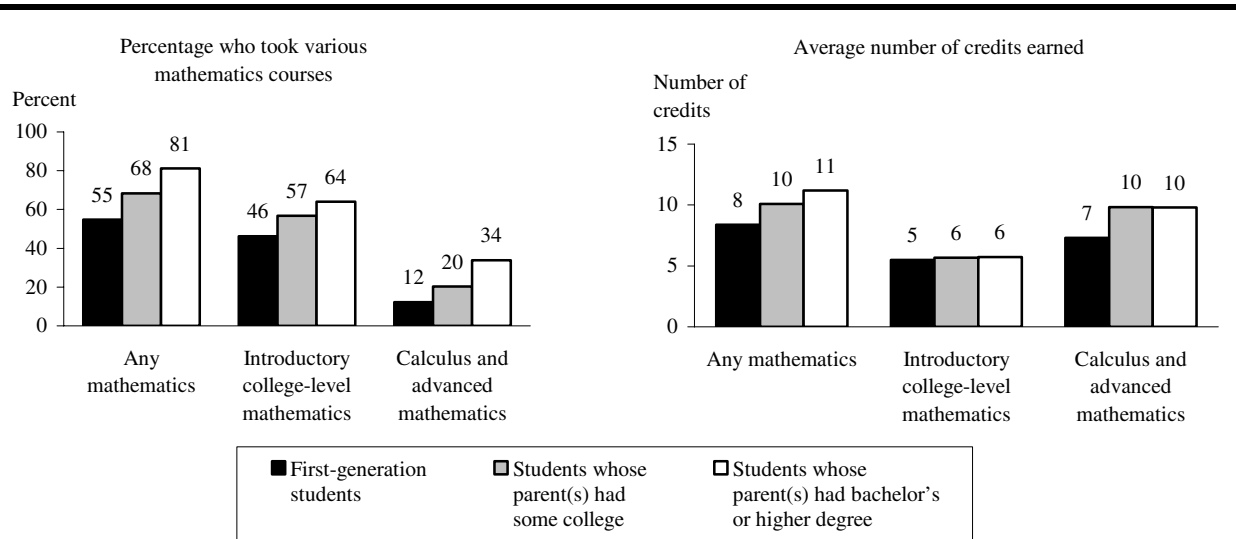 Percentage who took various
mathematics courses
Percent
100
80
60
40
20
0
55
68
81
46
57
64
12
20
34
Any
mathematics
Introductory
college-level
mathematics
Calculus and
advanced
mathematics
Average number of credits earned
Number of
credits
15
10
5
0
8
10
11
5
6
6
7
10
10
Any mathematics
Introductory
college-level
mathematics
Calculus and
advanced
mathematics
First-generation
students
Students whose
parent(s) had
some college
Students whose
parent(s) had bachelor's
or higher degree